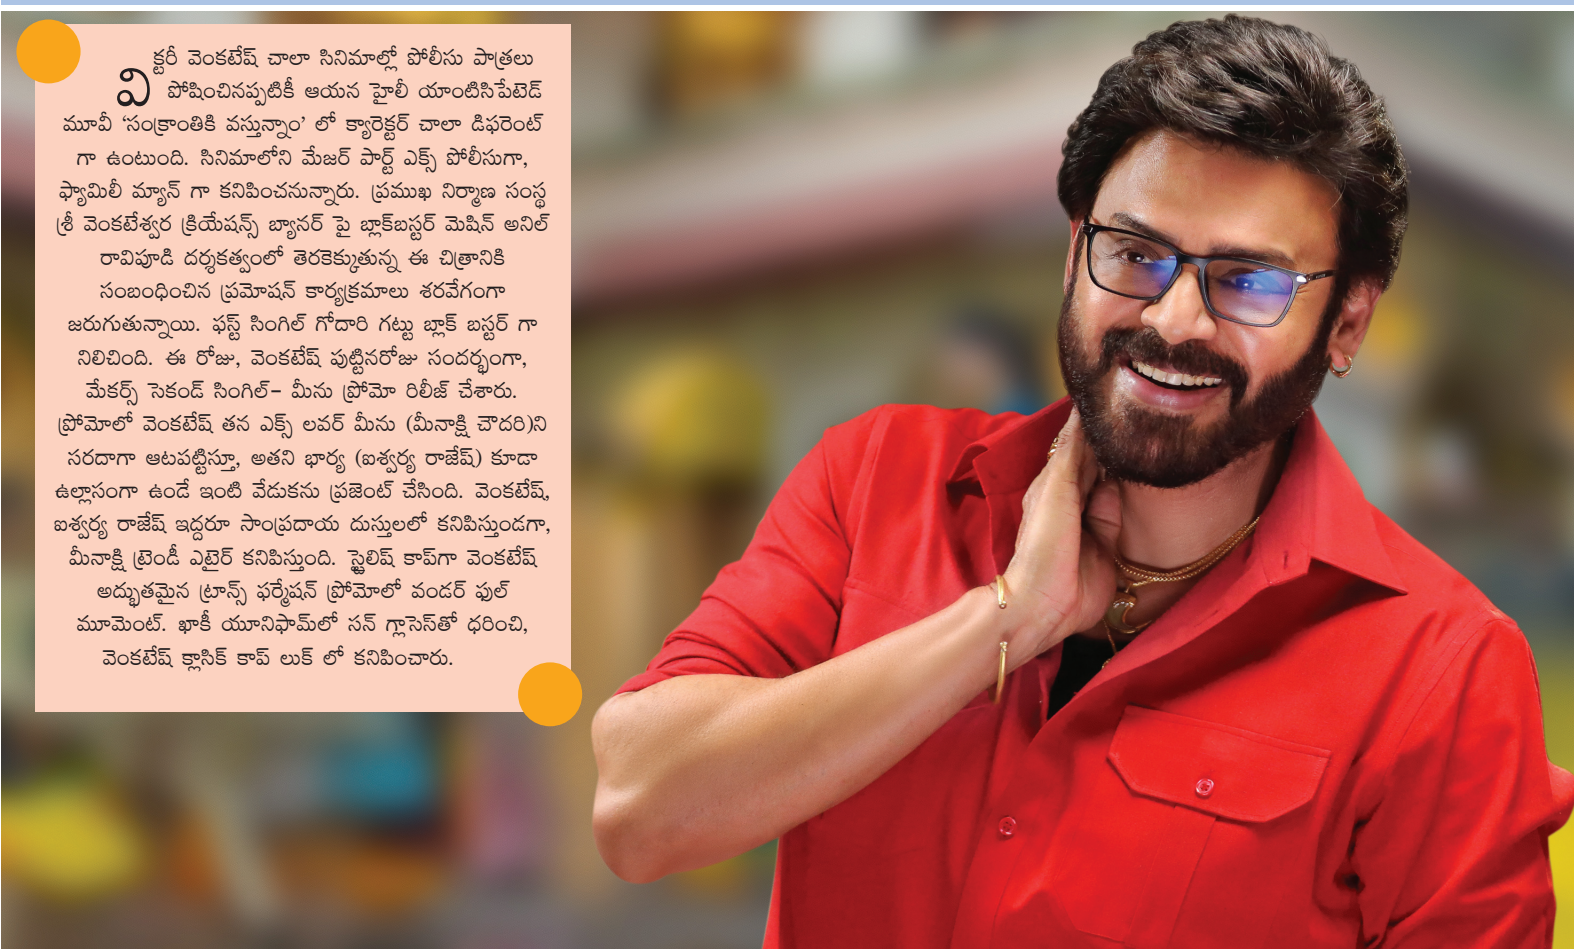 విక్టరీ వెంకటేష్ చాలా సినిమాల్లో పోలీసు పాత్రలు
పోషించినప్పటికీ ఆయన హైలీ యాంటిసిపేటెడ్
మూవీ ‘సంక్రాంతికి వస్తున్నాం’ లో క్యారెక్టర్ చాలా డిఫరెంట్
గా ఉంటుంది. సినిమాలోని మేజర్ పార్ట్ ఎక్స్ పోలీసుగా,
ఫ్యామిలీ మ్యాన్ గా కనిపించనున్నారు. ప్రముఖ నిర్మాణ సంస్థ
శ్రీ వెంకటేశ్వర క్రియేషన్స్ బ్యానర్ పై బ్లాక్‌బస్టర్ మెషిన్ అనిల్
రావిపూడి దర్శకత్వంలో తెరకెక్కుతున్న ఈ చిత్రానికి
సంబంధించిన ప్రమోషన్ కార్యక్రమాలు శరవేగంగా
జరుగుతున్నాయి. ఫస్ట్ సింగిల్ గోదారి గట్టు బ్లాక్ బస్టర్ గా
నిలిచింది. ఈ రోజు, వెంకటేష్ పుట్టినరోజు సందర్భంగా,
మేకర్స్ సెకండ్ సింగిల్- మీను ప్రోమో రిలీజ్ చేశారు.
ప్రోమోలో వెంకటేష్ తన ఎక్స్ లవర్ మీను (మీనాక్షి చౌదరి)ని
సరదాగా ఆటపట్టిస్తూ, అతని భార్య (ఐశ్వర్య రాజేష్) కూడా
ఉల్లాసంగా ఉండే ఇంటి వేడుకను ప్రజెంట్ చేసింది. వెంకటేష్,
ఐశ్వర్య రాజేష్ ఇద్దరూ సాంప్రదాయ దుస్తులలో కనిపిస్తుండగా,
మీనాక్షి ట్రెండీ ఎటైర్ కనిపిస్తుంది. స్టైలిష్ కాప్‌గా వెంకటేష్
అద్భుతమైన ట్రాన్స్ ఫర్మేషన్ ప్రోమోలో వండర్ ఫుల్
మూమెంట్. ఖాకీ యూనిఫామ్‌లో సన్ గ్లాసెస్‌తో ధరించి,
వెంకటేష్ క్లాసిక్ కాప్ లుక్ లో కనిపించారు.